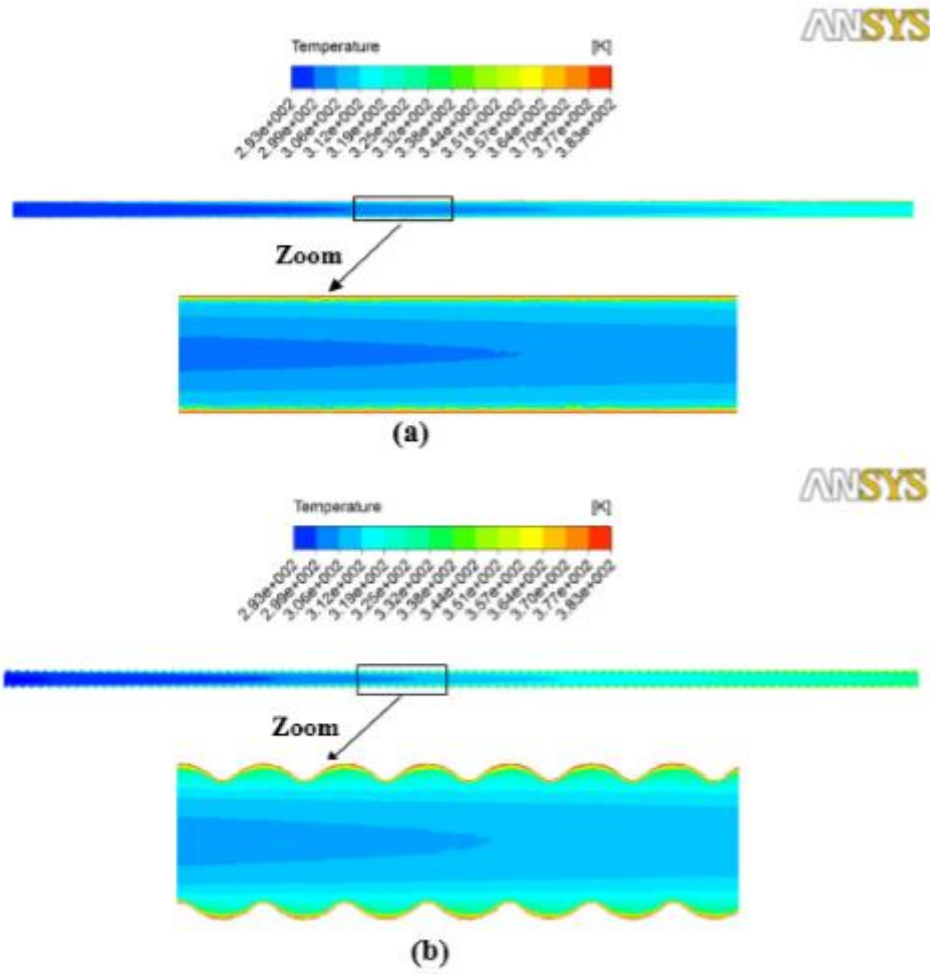 ANSYS
Temperature [K]
2.93e+002
2.99e+002
3.06e+002
3.12e+002
3.19e+002
3.25e+002
3.32e+002
3.38e+002
3.44e+002
3.51e+002
3.57e+002
3.64e+002
3.70e+002
3.77e+002
3.83e+002
Zoom
(a)
ANSYS
Temperature [K]
2.93e+002
2.99e+002
3.06e+002
3.12e+002
3.19e+002
3.25e+002
3.32e+002
3.38e+002
3.44e+002
3.51e+002
3.57e+002
3.64e+002
3.70e+002
3.77e+002
3.83e+002
Zoom
(b)